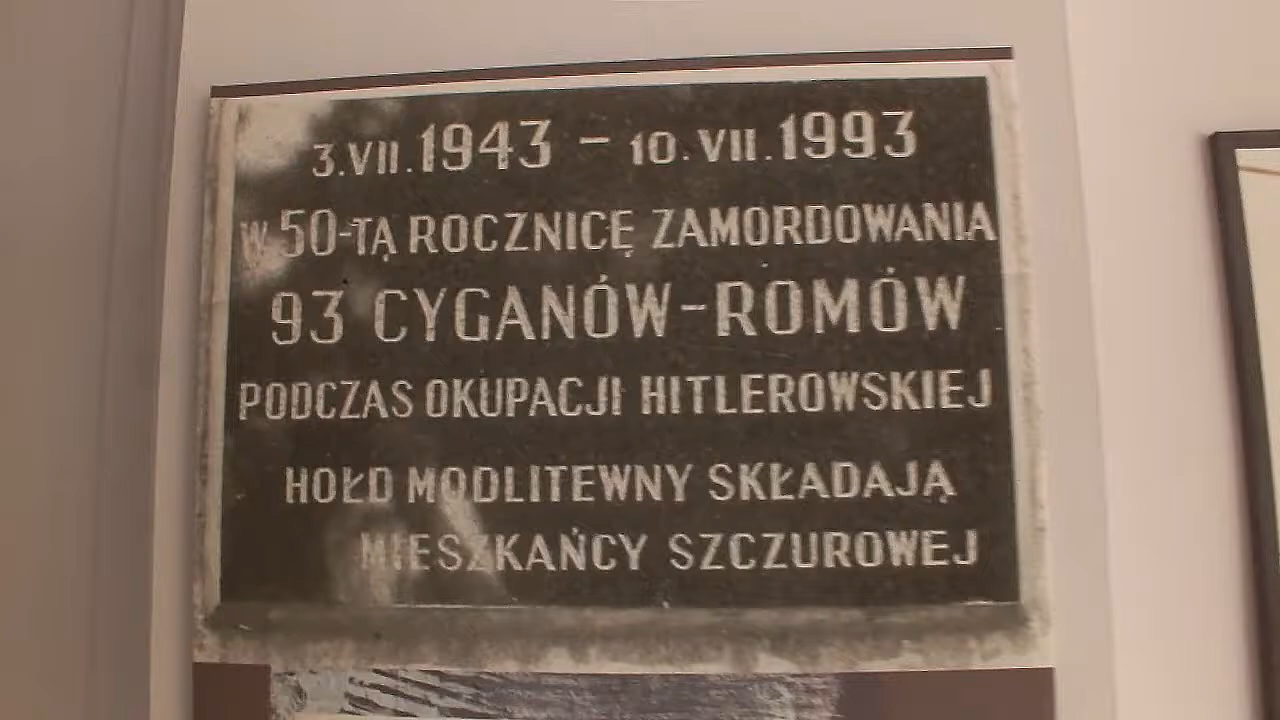 3.VII.1943 – 10.VII.1993
W 50-TĄ ROCZNICĘ ZAMORDOWANIA
93 CYGANÓW-ROMÓW
PODCZAS OKUPACJI HITLEROWSKIEJ
HOŁD MODLITEWNY SKŁADAJĄ
MIESZKAŃCY SZCZUROWEJ